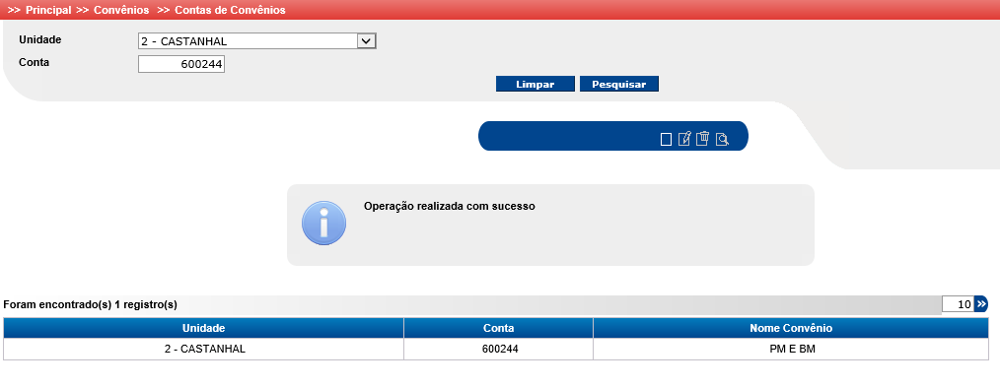 >> Principal >> Convênios >> Contas de Convênios
Unidade 2 - CASTANHAL
Conta 600244
Limpar Pesquisar
Operação realizada com sucesso
Foram encontrado(s) 1 registro(s) 10 »
Unidade Conta Nome Convênio
2 - CASTANHAL 600244 PM E BM